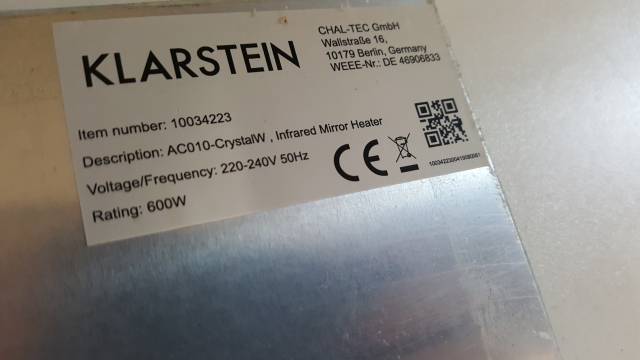 KLARSTEIN
CHAL-TEC GmbH
Wallstraße 16,
10179 Berlin, Germany
WEEE-Nr.: DE 46906833
Item number: 10034223
Description: AC010-CrystalW , Infrared Mirror Heater
Voltage/Frequency: 220-240V 50Hz
Rating: 600W
CE